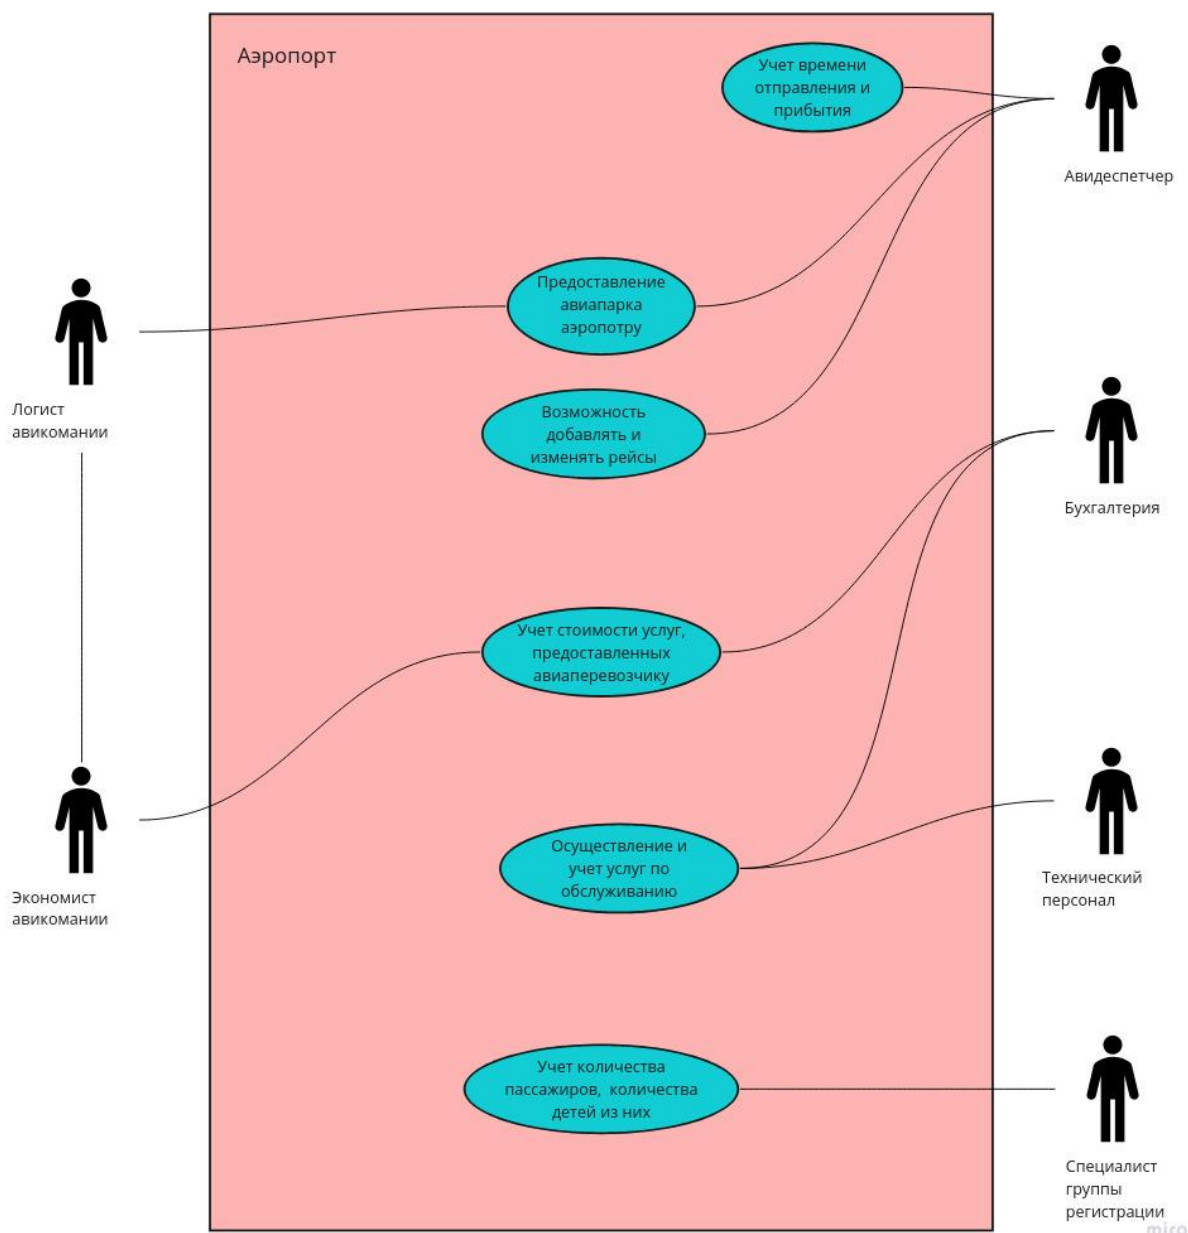 Аэропорт
Учет времени
отправления и
прибытия
Авидеспетчер
Предоставление
авиапарка
аэропотру
Логист
авикомании
Возможность
добавлять и
изменять рейсы
Бухгалтерия
Учет стоимости услуг,
предоставленных
авиаперевозчику
Осуществление и
учет услуг по
обслуживанию
Экономист
авикомании
Технический
персонал
Учет количества
пассажиров, количества
детей из них
Специалист
группы
регистрации
miro